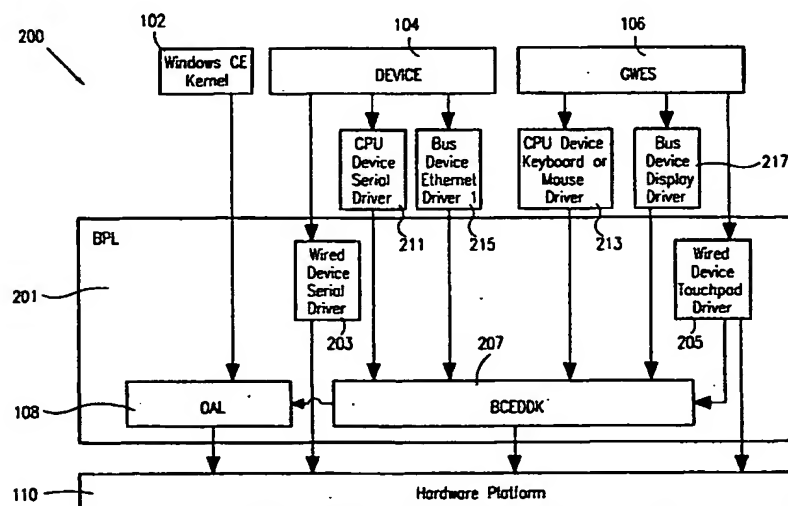 200
102
Windows CE
Kernel
104
DEVICE
106
GWES
CPU
Device
Serial
Driver
211
Bus
Device
Ethernet
Driver 1
215
CPU Device
Keyboard or
Mouse
Driver
213
Bus
Device
Display
Driver
217
BPL
201
Wired
Device
Serial
Driver
203
Wired
Device
Touchpad
Driver
205
207
108
OAL
BCEDDK
110
Hardware Platform